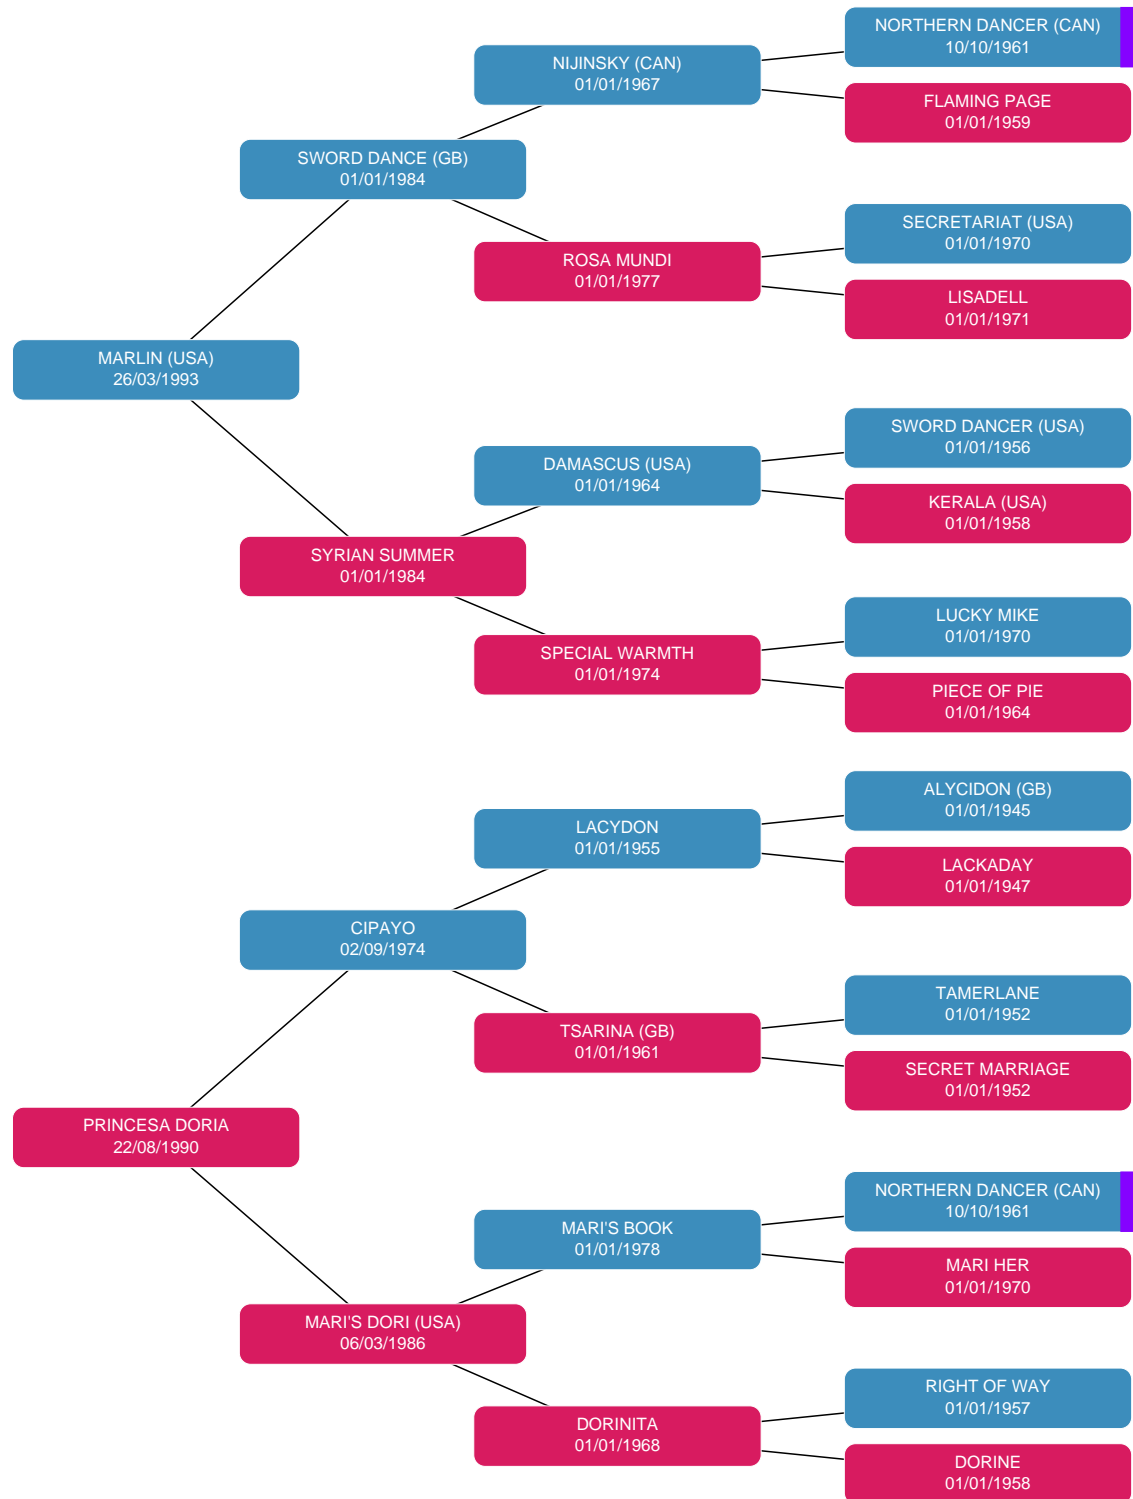 NORTHERN DANCER (CAN)
10/10/1961
NIJINSKY (CAN)
01/01/1967
FLAMING PAGE
01/01/1959
SWORD DANCE (GB)
01/01/1984
SECRETARIAT (USA)
01/01/1970
ROSA MUNDI
01/01/1977
LISADELL
01/01/1971
MARLIN (USA)
26/03/1993
SWORD DANCER (USA)
01/01/1956
DAMASCUS (USA)
01/01/1964
KERALA (USA)
01/01/1958
SYRIAN SUMMER
01/01/1984
LUCKY MIKE
01/01/1970
SPECIAL WARMTH
01/01/1974
PIECE OF PIE
01/01/1964
ALYCIDON (GB)
01/01/1945
LACYDON
01/01/1955
LACKADAY
01/01/1947
CIPAYO
02/09/1974
TAMERLANE
01/01/1952
TSARINA (GB)
01/01/1961
SECRET MARRIAGE
01/01/1952
PRINCESA DORIA
22/08/1990
NORTHERN DANCER (CAN)
10/10/1961
MARI'S BOOK
01/01/1978
MARI HER
01/01/1970
MARI'S DORI (USA)
06/03/1986
RIGHT OF WAY
01/01/1957
DORINITA
01/01/1968
DORINE
01/01/1958